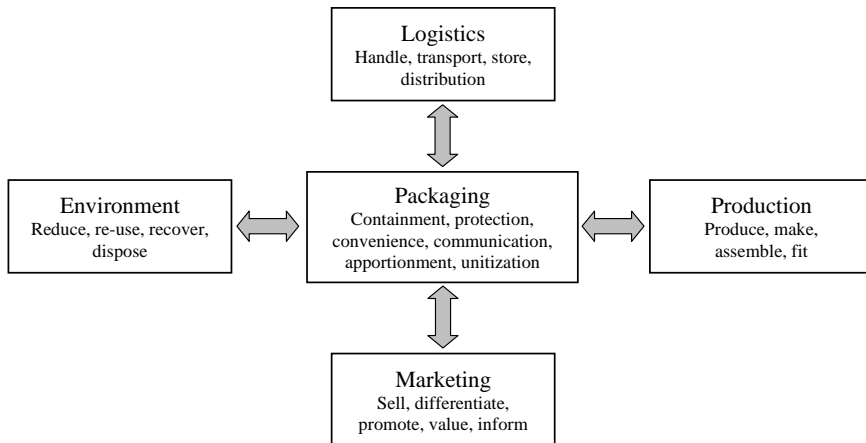 Logistics
Handle, transport, store,
distribution
Environment
Reduce, re-use, recover,
dispose
Packaging
Containment, protection,
convenience, communication,
apportionment, unitization
Production
Produce, make,
assemble, fit
Marketing
Sell, differentiate,
promote, value, inform